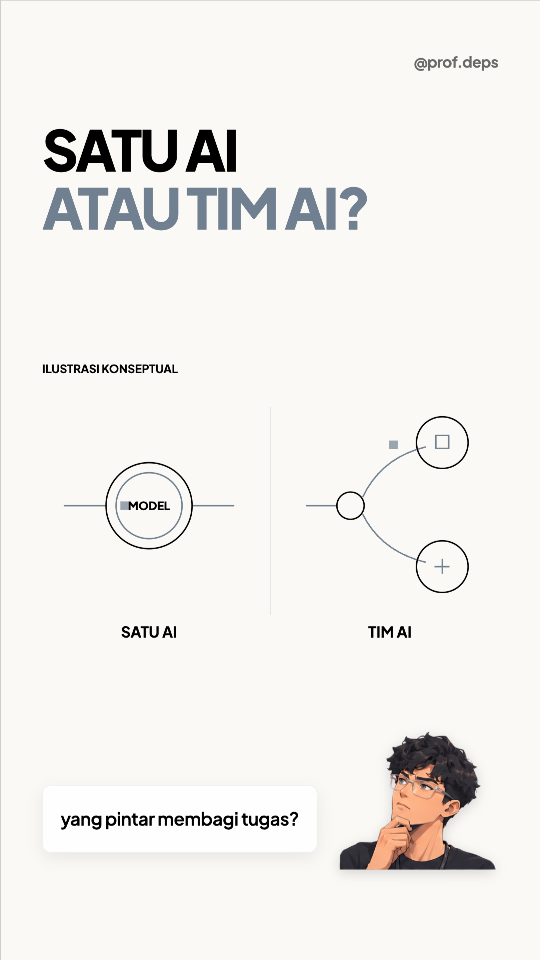 @prof.deps
SATU AI
ATAU TIM AI?
ILUSTRASI KONSEPTUAL
MODEL
SATU AI
TIM AI
yang pintar membagi tugas?